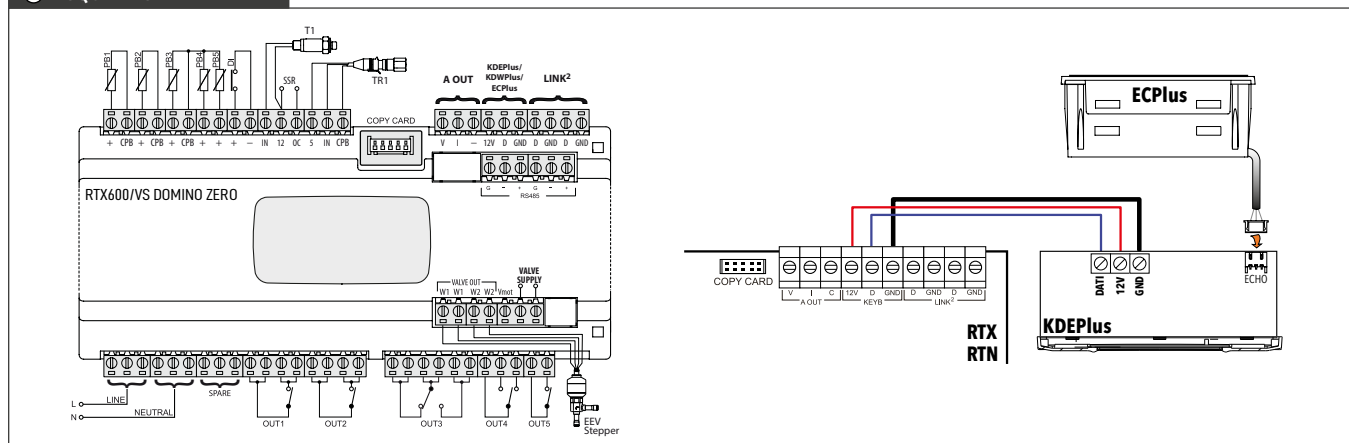 T1
PB1
PB2
PB3
PB4
PB5
DI
SSR
TR1
A OUT
KDEPlus/
KDWPlus/
ECPlus
LINK²
COPY CARD
+ CPB + CPB + CPB + + + – IN 12 OC 5 IN CPB
V I – 12V D GND D GND D GND
G – + G – +
RS485
RTX600/VS DOMINO ZERO
VALVE OUT
VALVE
SUPPLY
W1 W1 W2 W2 Vmot
L
LINE
N
NEUTRAL
SPARE
OUT1
OUT2
OUT3
OUT4
OUT5
EEV
Stepper
ECPlus
COPY CARD
V I C 12V D GND D GND D GND
A OUT
KEYB
LINK²
RTX
RTN
DATI
12V
GND
ECHO
KDEPlus